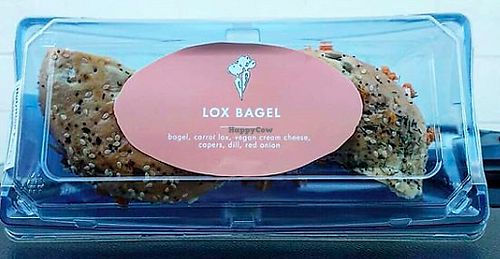 LOX BAGEL
HappyCow
bagel, carrot lox, vegan cream cheese,
capers, dill, red onion